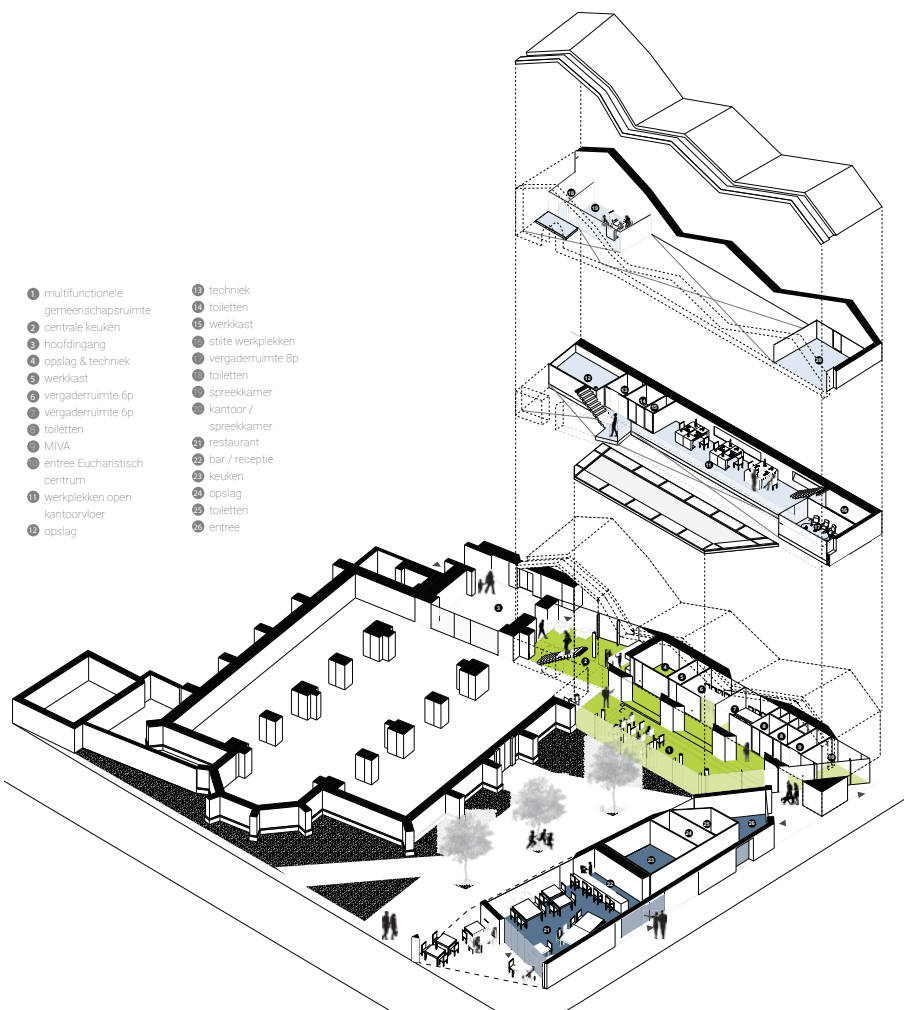 1 multifunctionele
gemeenschapsruimte
2 centrale keuken
3 hoofdingang
4 opslag & techniek
5 werkkast
6 vergaderruimte 6p
7 vergaderruimte 6p
8 toiletten
9 MIVA
10 entree Eucharistisch
centrum
11 werkplekken open
kantoorvloer
12 opslag
13 techniek
14 toiletten
15 werkkast
16 stilte werkplekken
17 vergaderruimte 8p
18 toiletten
19 spreekkamer
20 kantoor /
spreekkamer
21 restaurant
22 bar / receptie
23 keuken
24 opslag
25 toiletten
26 entree